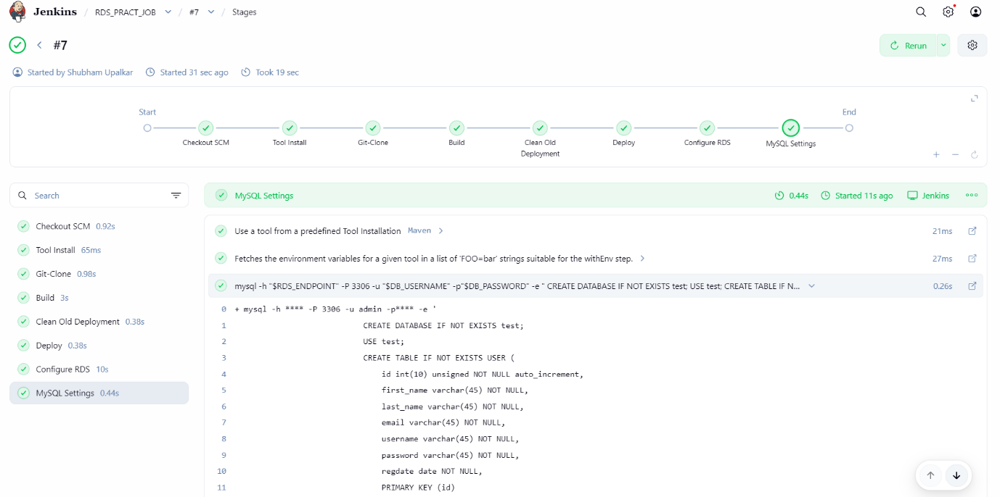 Jenkins / RDS_PRACT_JOB / #7 / Stages
#7
Rerun
Started by Shubham Upalkar Started 31 sec ago Took 19 sec
Start End
Checkout SCM Tool Install Git-Clone Build Clean Old Deployment Deploy Configure RDS MySQL Settings
Search
Checkout SCM 0.92s
Tool Install 65ms
Git-Clone 0.98s
Build 3s
Clean Old Deployment 0.38s
Deploy 0.38s
Configure RDS 10s
MySQL Settings 0.44s
MySQL Settings 0.44s Started 11s ago Jenkins
Use a tool from a predefined Tool Installation Maven 21ms
Fetches the environment variables for a given tool in a list of 'FOO=bar' strings suitable for the withEnv step. 27ms
mysql -h "$RDS_ENDPOINT" -P 3306 -u "$DB_USERNAME" -p"$DB_PASSWORD" -e " CREATE DATABASE IF NOT EXISTS test; USE test; CREATE TABLE IF N... 0.26s
0 + mysql -h **** -P 3306 -u admin -p**** -e '
1 CREATE DATABASE IF NOT EXISTS test;
2 USE test;
3 CREATE TABLE IF NOT EXISTS USER (
4 id int(10) unsigned NOT NULL auto_increment,
5 first_name varchar(45) NOT NULL,
6 last_name varchar(45) NOT NULL,
7 email varchar(45) NOT NULL,
8 username varchar(45) NOT NULL,
9 password varchar(45) NOT NULL,
10 regdate date NOT NULL,
11 PRIMARY KEY (id)